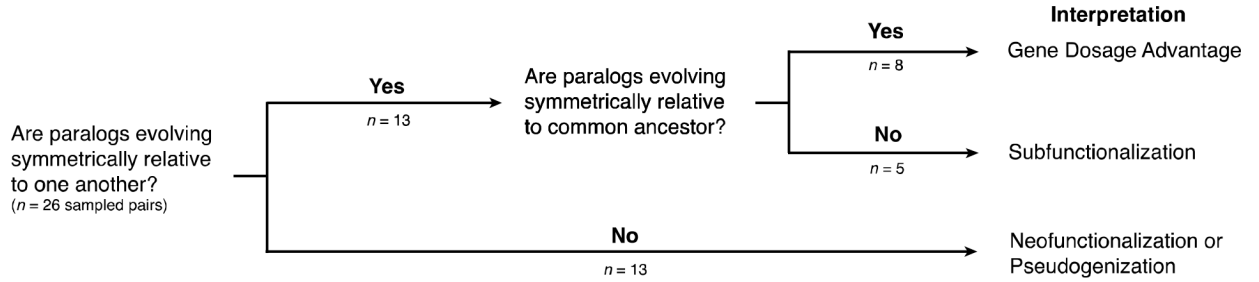 Interpretation
Are paralogs evolving
symmetrically relative
to one another?
(n = 26 sampled pairs)
Yes
n = 13
Are paralogs evolving
symmetrically relative
to common ancestor?
Yes
n = 8
Gene Dosage Advantage
No
n = 5
Subfunctionalization
No
n = 13
Neofunctionalization or
Pseudogenization